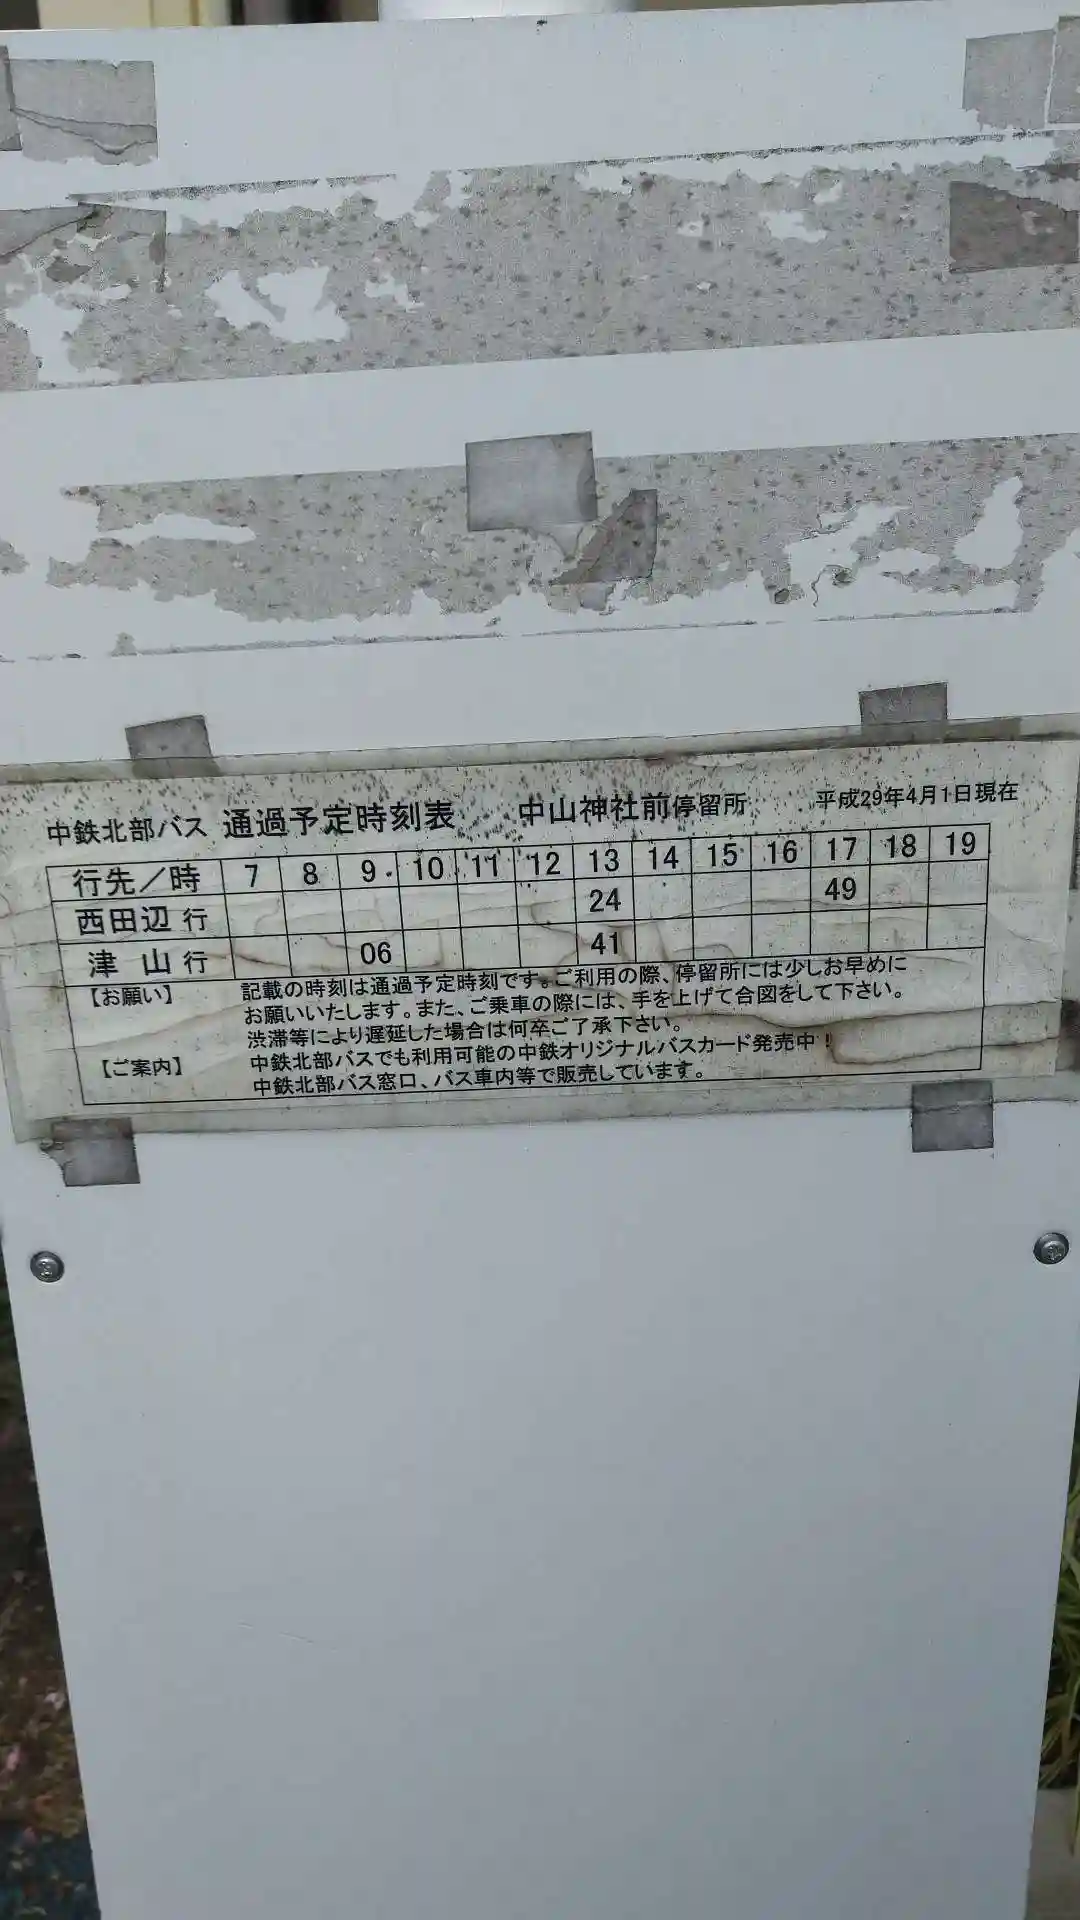 中鉄北部バス 通過予定時刻表 中山神社前停留所 平成29年4月1日現在
行先／時 7 8 9 10 11 12 13 14 15 16 17 18 19
西田辺 行 24 49
津 山 行 06 41
【お願い】 記載の時刻は通過予定時刻です。ご利用の際、停留所には少しお早めに
お願いいたします。また、ご乗車の際には、手を上げて合図をして下さい。
渋滞等により遅延した場合は何卒ご了承下さい。
【ご案内】 中鉄北部バスでも利用可能の中鉄オリジナルバスカード発売中！
中鉄北部バス窓口、バス車内等で販売しています。